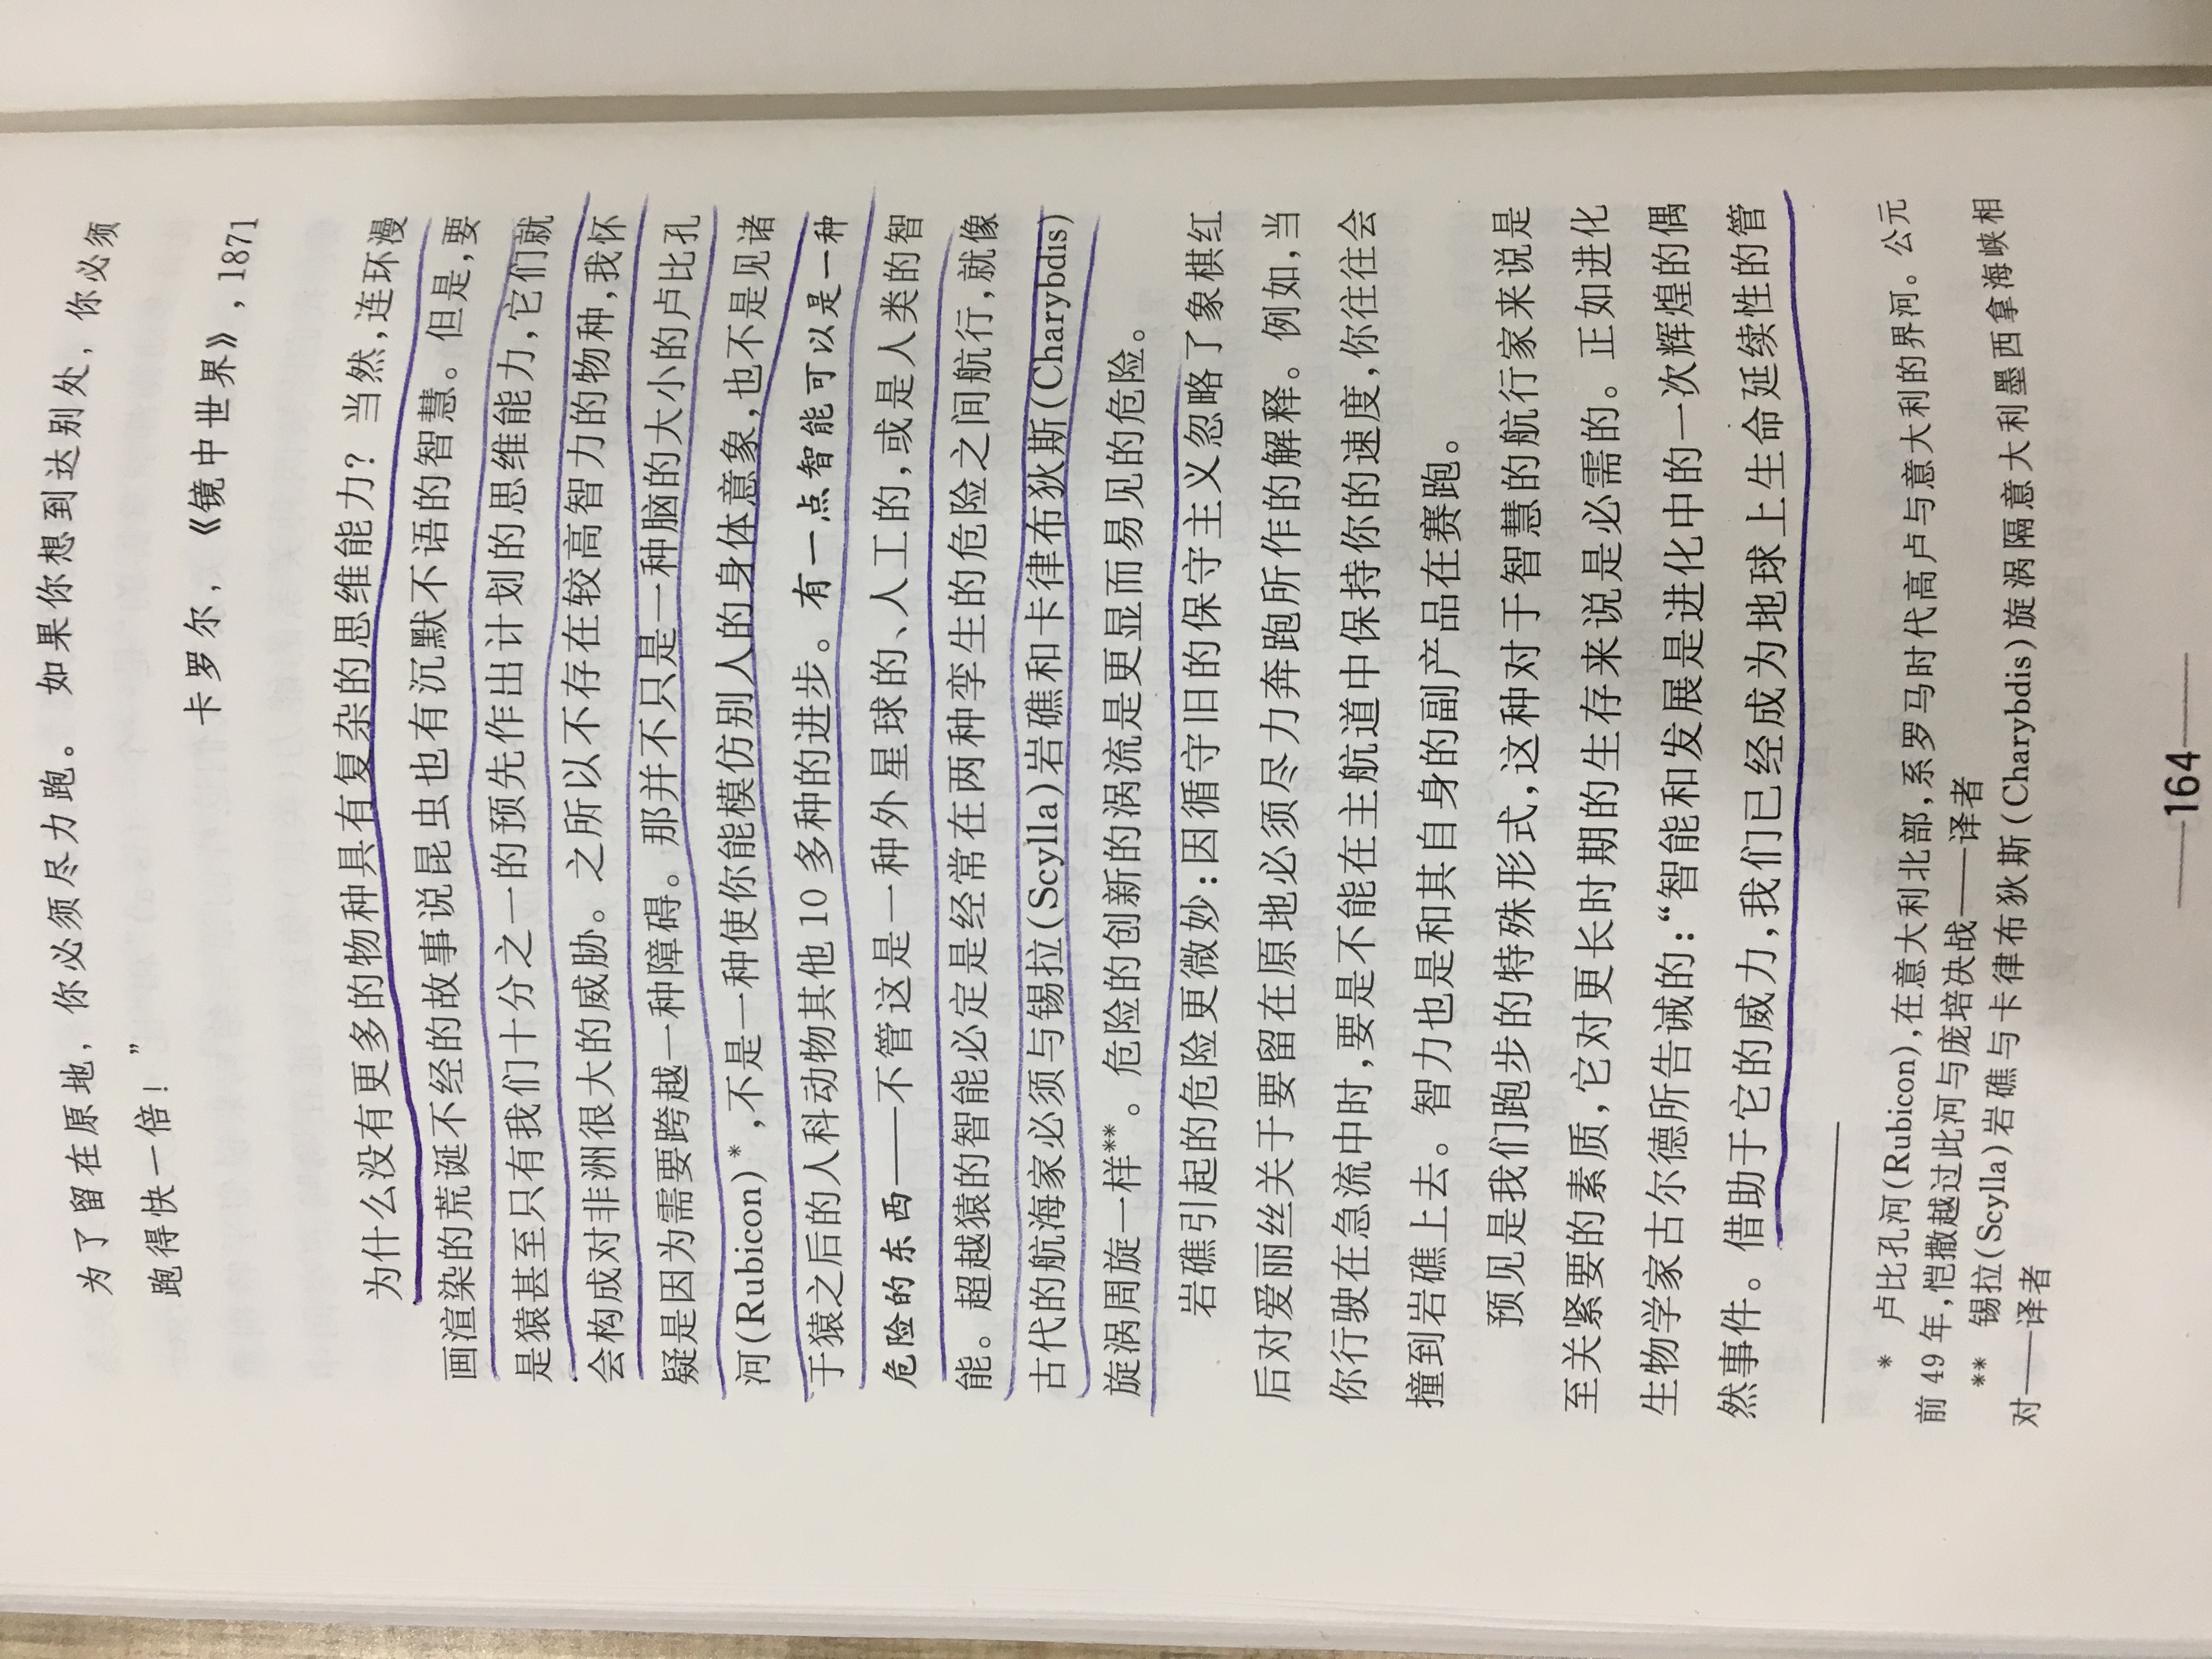 为了留在原地，你必须尽力跑。 如果你想到达别处，你必须
跑得快一倍！”
卡罗尔，《镜中世界》，1871
为什么没有更多的物种具有复杂的思维能力？当然，连环漫
画渲染的荒诞不经的故事说昆虫也有沉默不语的智慧。但是，要
是猿甚至只有我们十分之一的预先作出计划的思维能力，它们就
会构成对非洲很大的威胁。之所以不存在较高智力的物种，我怀
疑是因为需要跨越一种障碍。那并不只是一种脑的大小的卢比孔
河(Rubicon)*，不是一种使你能模仿别人的身体意象，也不是见诸
于猿之后的人科动物其他10多种的进步。有一点智能可以是一种
危险的东西——不管这是一种外星球的、人工的，或是人类的智
能。超越猿的智能必定是经常在两种孪生的危险之间航行，就像
古代的航海家必须与锡拉(Scylla)岩礁和卡律布狄斯(Charybdis)
旋涡周旋一样**。危险的创新的涡流是更显而易见的危险。
岩礁引起的危险更微妙：因循守旧的保守主义忽略了象棋红
后对爱丽丝关于要留在原地必须尽力奔跑所作的解释。例如，当
你行驶在急流中时，要是不能在主航道中保持你的速度，你往往会
撞到岩礁上去。智力也是和其自身的副产品在赛跑。
预见是我们跑步的特殊形式，这种对于智慧的航行家来说是
至关紧要的素质，它对更长时期的生存来说是必需的。正如进化
生物学家古尔德所告诫的：“智能和发展是进化中的一次辉煌的偶
然事件。借助于它的威力，我们已经成为地球上生命延续性的管
* 卢比孔河(Rubicon)，在意大利北部，系罗马时代高卢与意大利的界河。公元
前49年，恺撒越过此河与庞培决战——译者
** 锡拉(Scylla)岩礁与卡律布狄斯(Charybdis)旋涡隔意大利墨西拿海峡相
对——译者
——164——